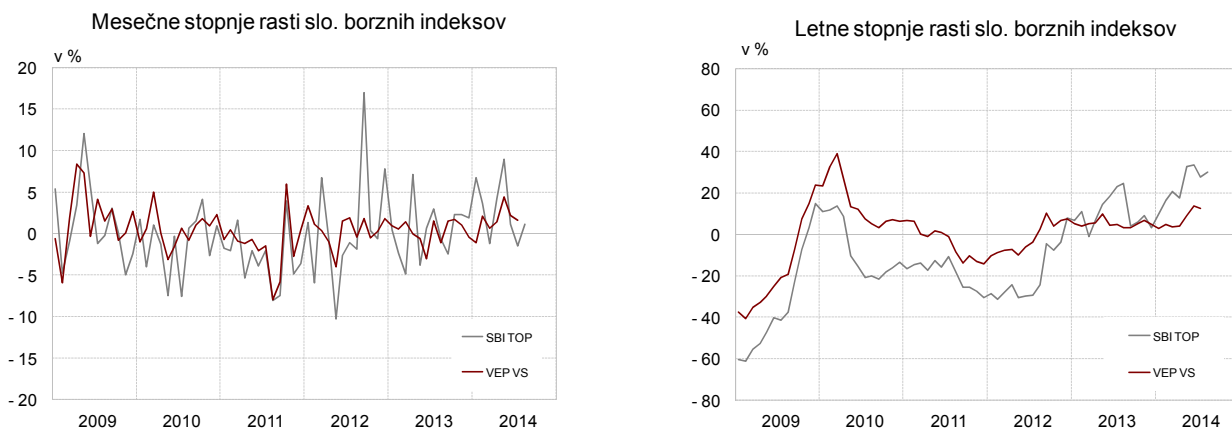 Mesečne stopnje rasti slo. borznih indeksov
v %
20
15
10
5
0
- 5
- 10
- 15
- 20
SBI TOP
VEP VS
2009 2010 2011 2012 2013 2014
Letne stopnje rasti slo. borznih indeksov
v %
80
60
40
20
0
- 20
- 40
- 60
- 80
SBI TOP
VEP VS
2009 2010 2011 2012 2013 2014